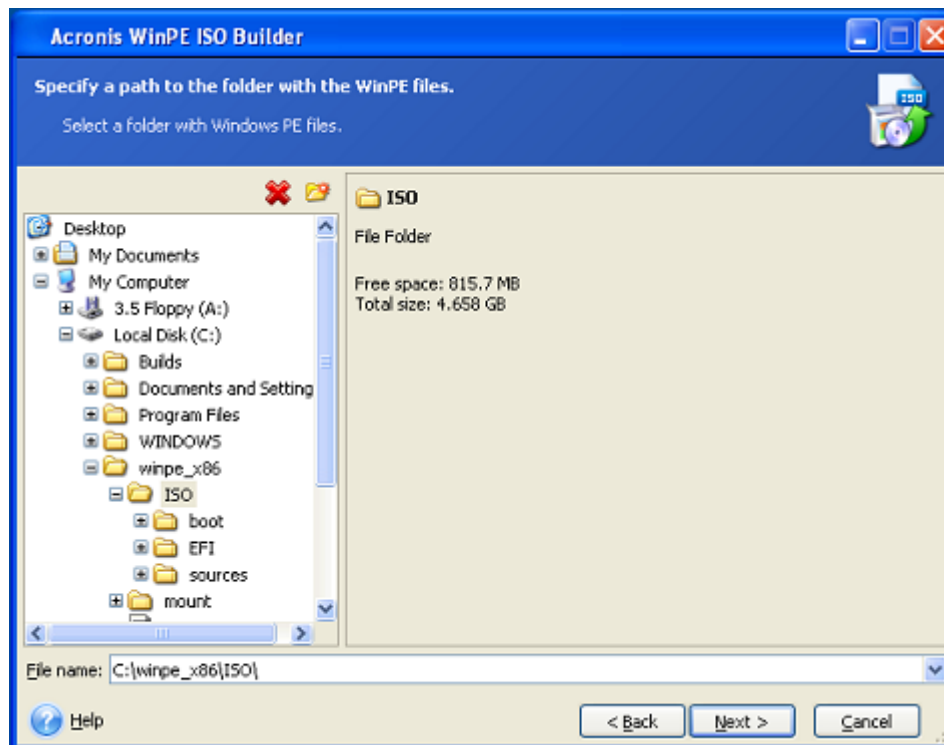 Acronis WinPE ISO Builder
Specify a path to the folder with the WinPE files.
Select a folder with Windows PE files.
ISO
Desktop
My Documents
My Computer
3.5 Floppy (A:)
Local Disk (C:)
Builds
Documents and Setting
Program Files
WINDOWS
winpe_x86
ISO
boot
EFI
sources
mount
ISO
File Folder
Free space: 815.7 MB
Total size: 4.658 GB
File name: C:\winpe_x86\ISO\
Help
< Back
Next >
Cancel